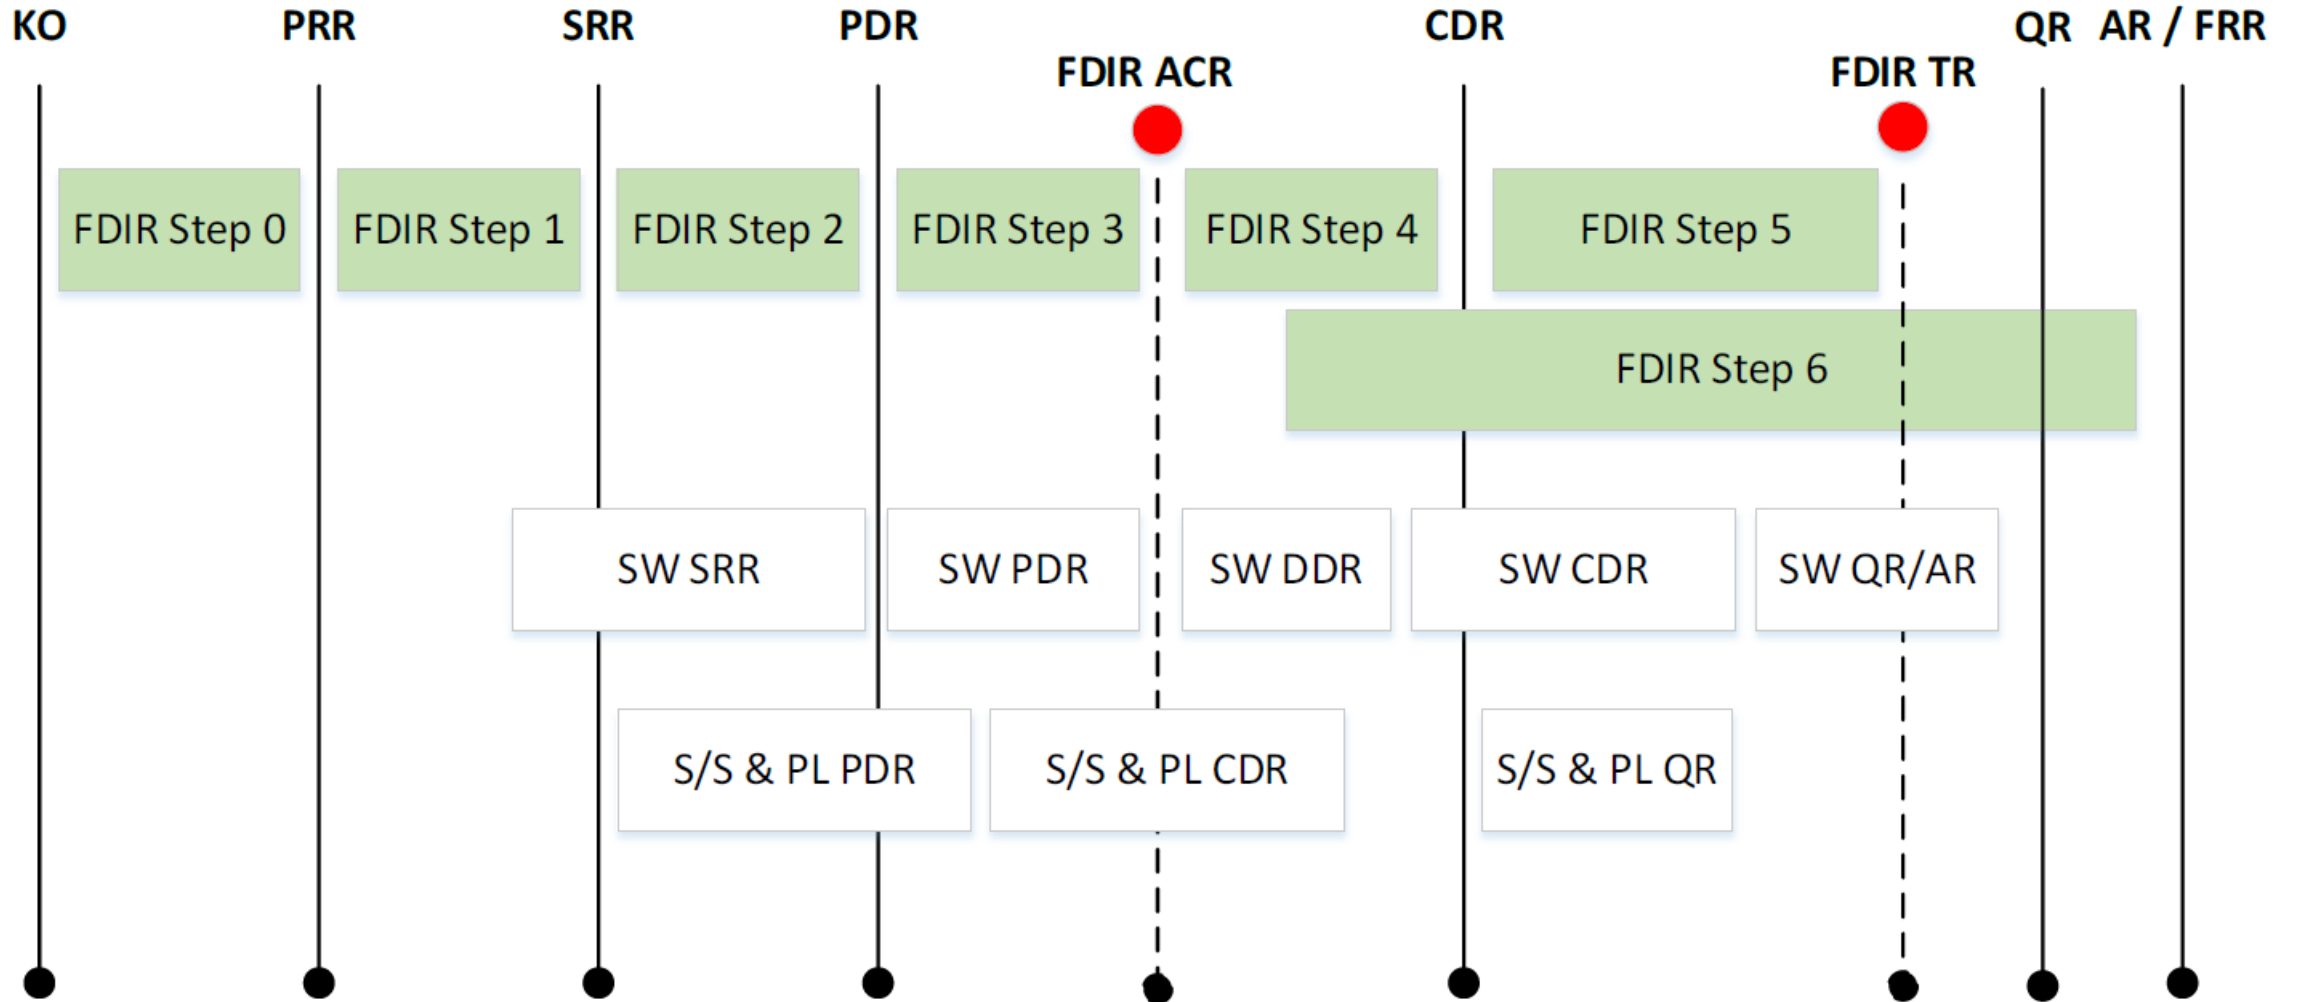 KO
PRR
SRR
PDR
CDR
QR
AR / FRR
FDIR ACR
FDIR TR
FDIR Step 0
FDIR Step 1
FDIR Step 2
FDIR Step 3
FDIR Step 4
FDIR Step 5
FDIR Step 6
SW SRR
SW PDR
SW DDR
SW CDR
SW QR/AR
S/S & PL PDR
S/S & PL CDR
S/S & PL QR